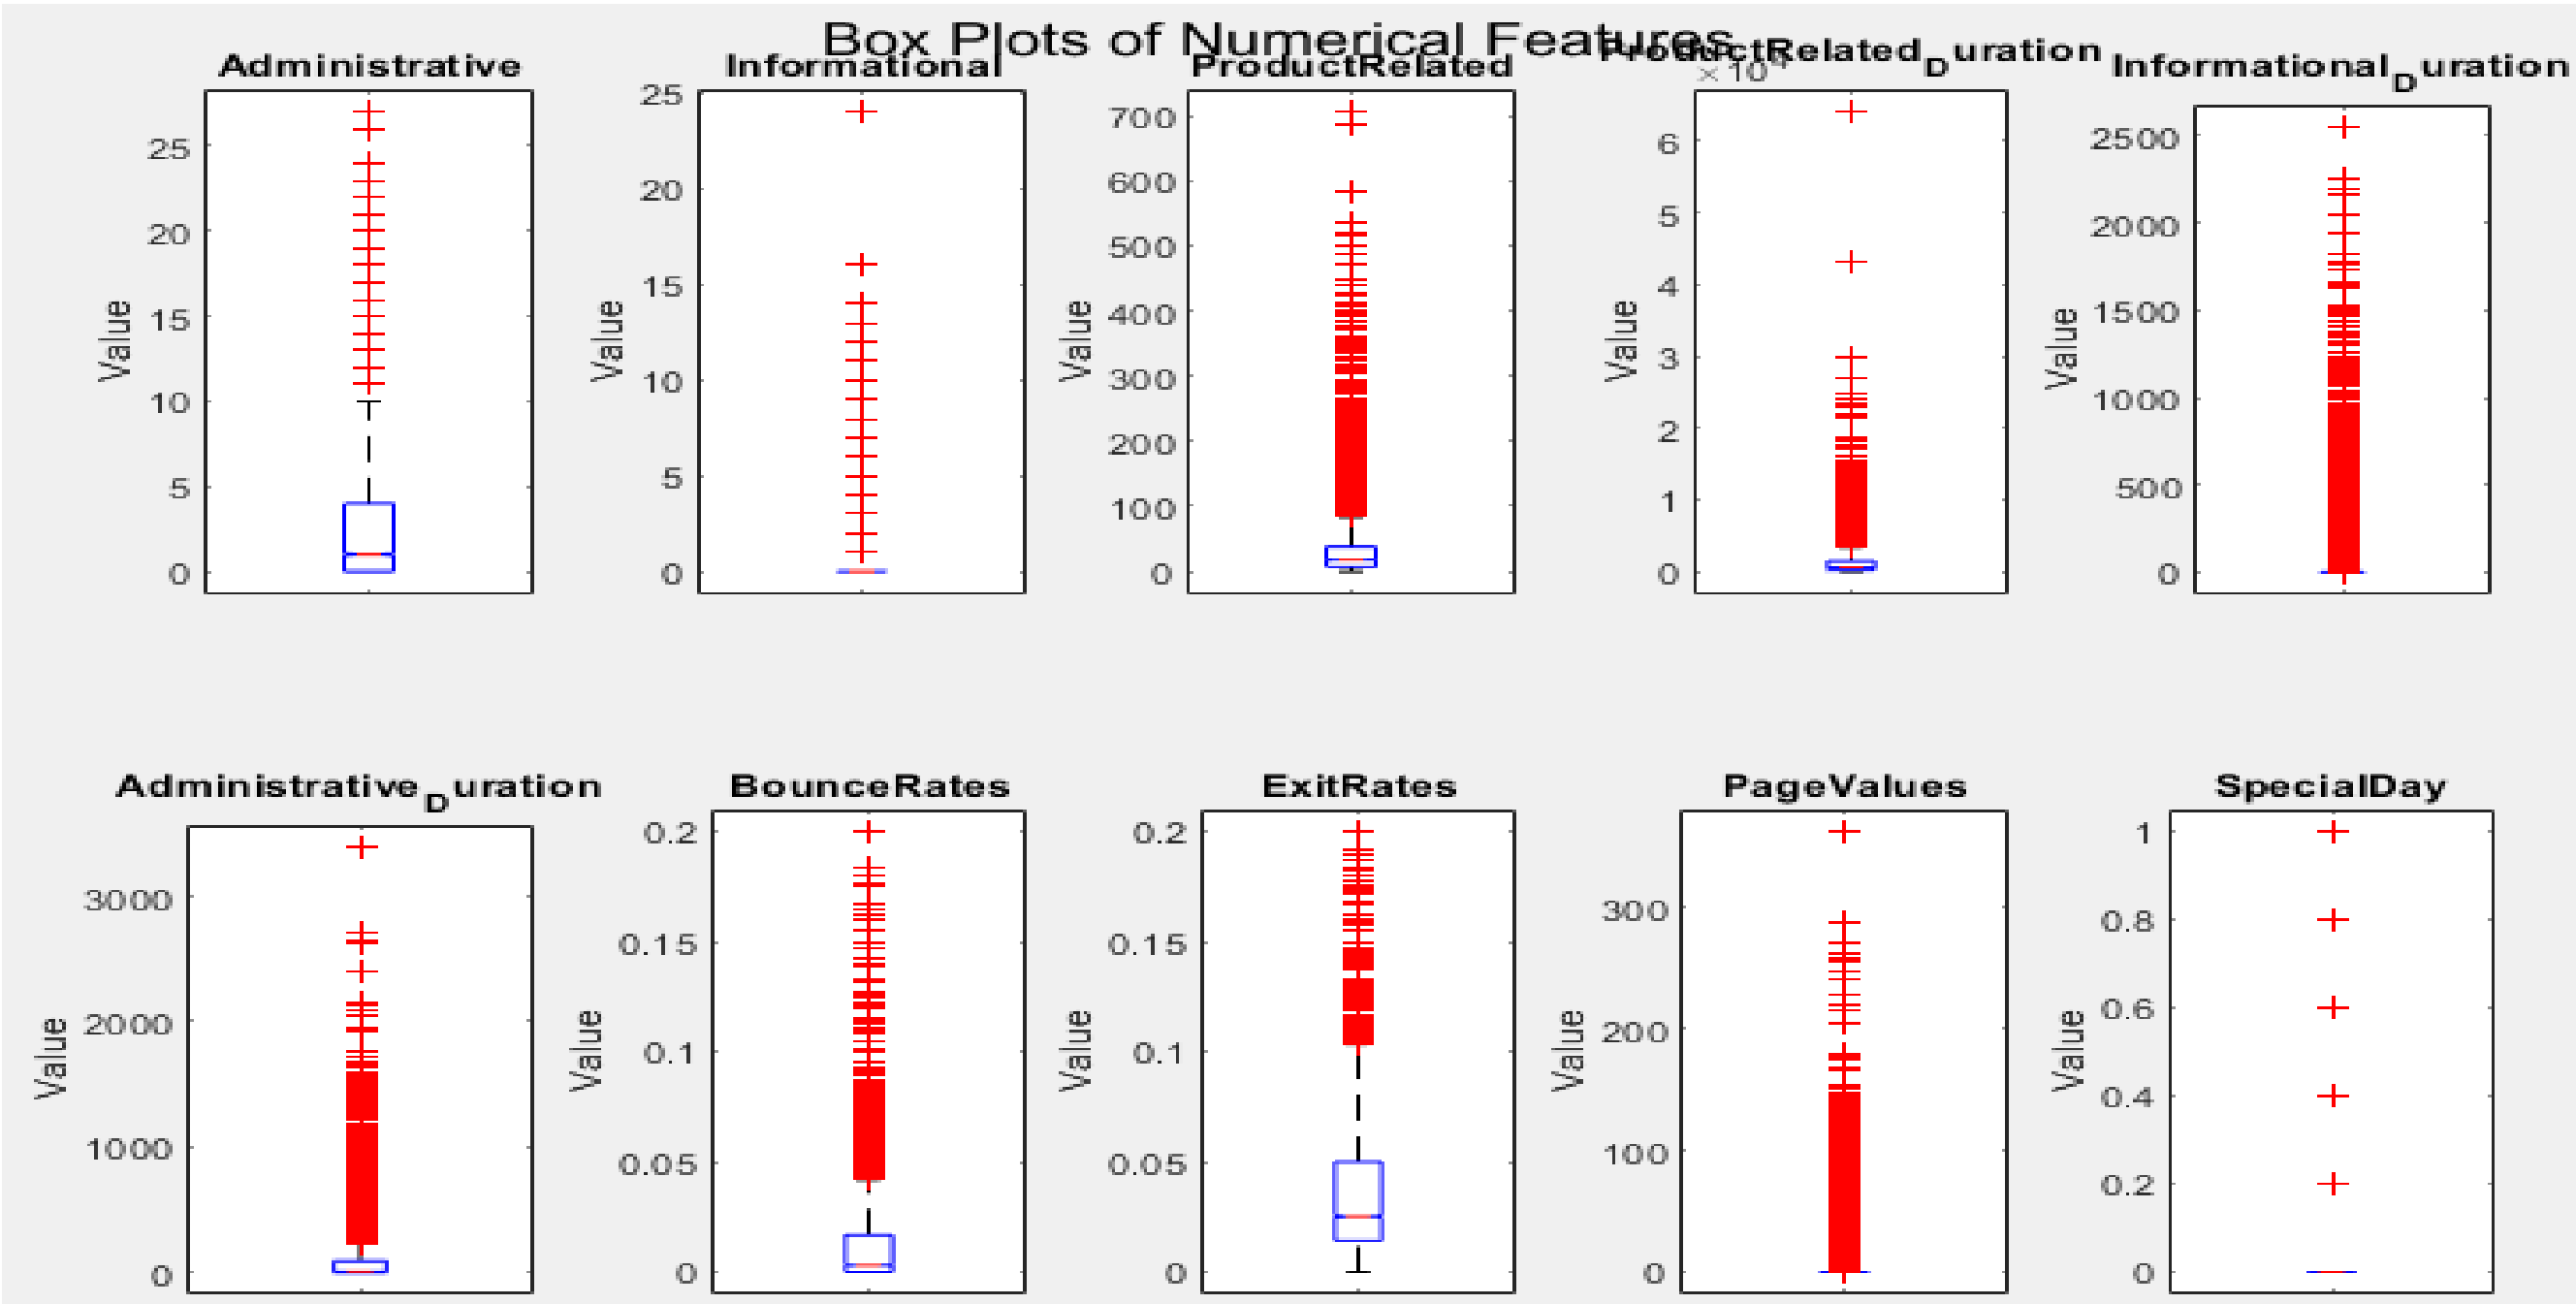 Box Plots of Numerical Features
Administrative
25
20
15
10
5
0
Value
Informational
25
20
15
10
5
0
Value
ProductRelated
700
600
500
400
300
200
100
0
Value
ProductRelated_Duration
× 10⁴
6
5
4
3
2
1
0
Value
Informational_Duration
2500
2000
1500
1000
500
0
Value
Administrative_Duration
3000
2000
1000
0
Value
BounceRates
0.2
0.15
0.1
0.05
0
Value
ExitRates
0.2
0.15
0.1
0.05
0
Value
PageValues
300
200
100
0
Value
SpecialDay
1
0.8
0.6
0.4
0.2
0
Value